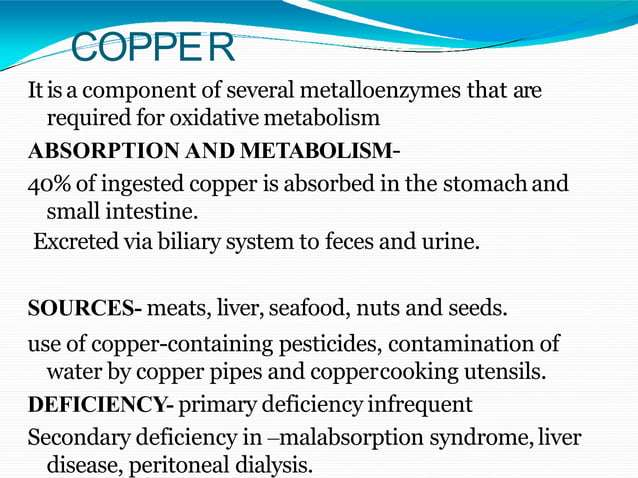 COPPER
It is a component of several metalloenzymes that are
required for oxidative metabolism
ABSORPTION AND METABOLISM-
40% of ingested copper is absorbed in the stomach and
small intestine.
Excreted via biliary system to feces and urine.
SOURCES- meats, liver, seafood, nuts and seeds.
use of copper-containing pesticides, contamination of
water by copper pipes and coppercooking utensils.
DEFICIENCY- primary deficiency infrequent
Secondary deficiency in –malabsorption syndrome, liver
disease, peritoneal dialysis.